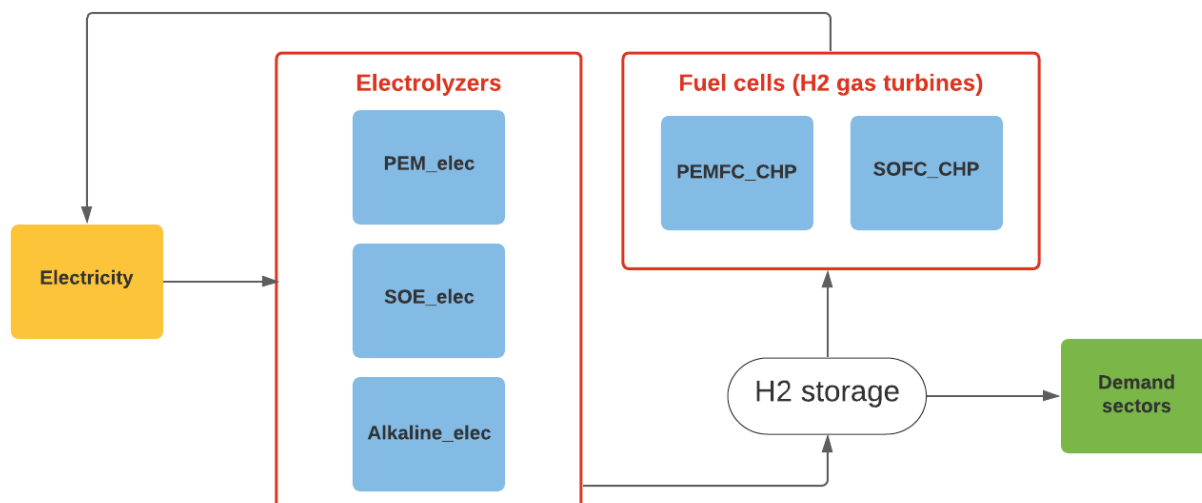 Electrolyzers
PEM_elec
SOE_elec
Alkaline_elec
Fuel cells (H2 gas turbines)
PEMFC_CHP
SOFC_CHP
Electricity
H2 storage
Demand
sectors